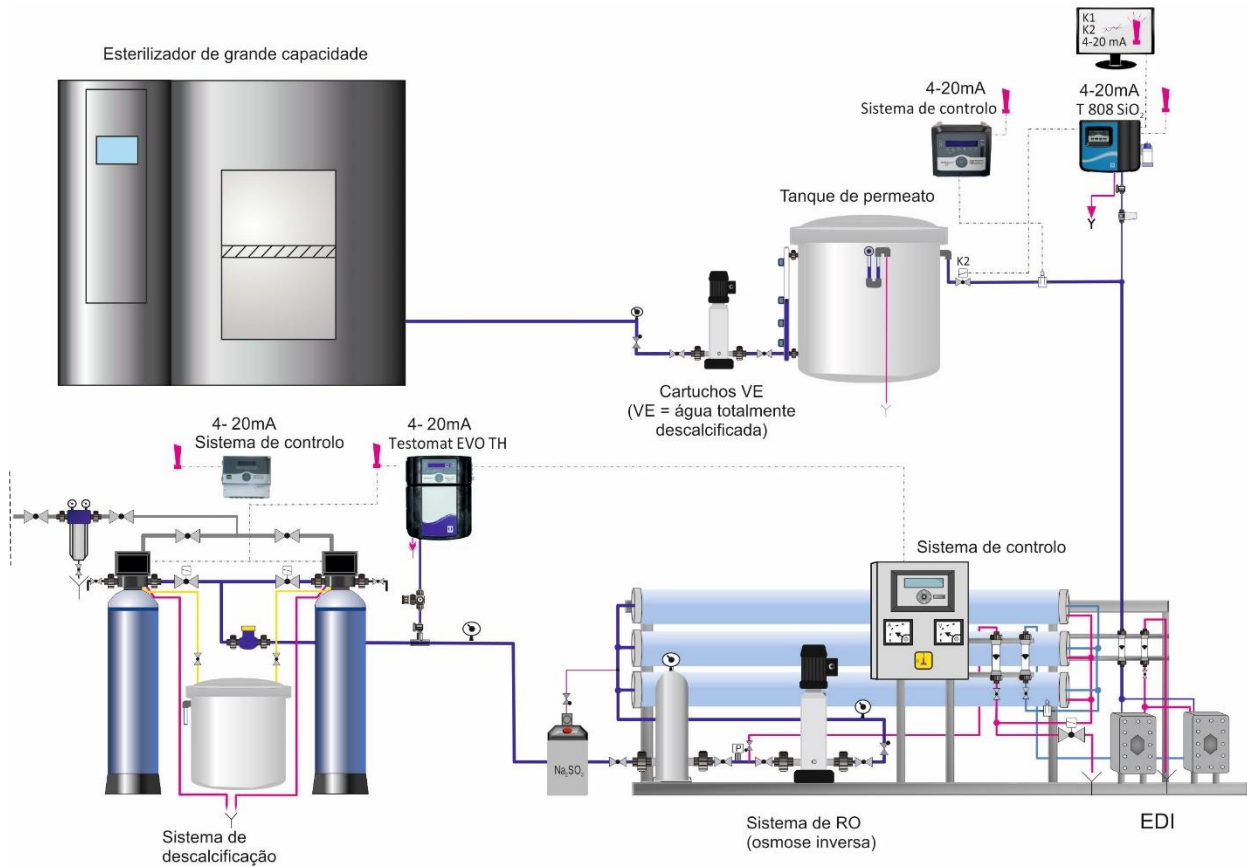 Esterilizador de grande capacidade
K1
K2
4-20 mA
4-20mA
Sistema de controlo
4-20mA
T 808 SiO₂
Tanque de permeato
K2
Y
Cartuchos VE
(VE = água totalmente
descalcificada)
4- 20mA
Sistema de controlo
4- 20mA
Testomat EVO TH
Sistema de controlo
P
Sistema de
descalcificação
Sistema de RO
(osmose inversa)
EDI